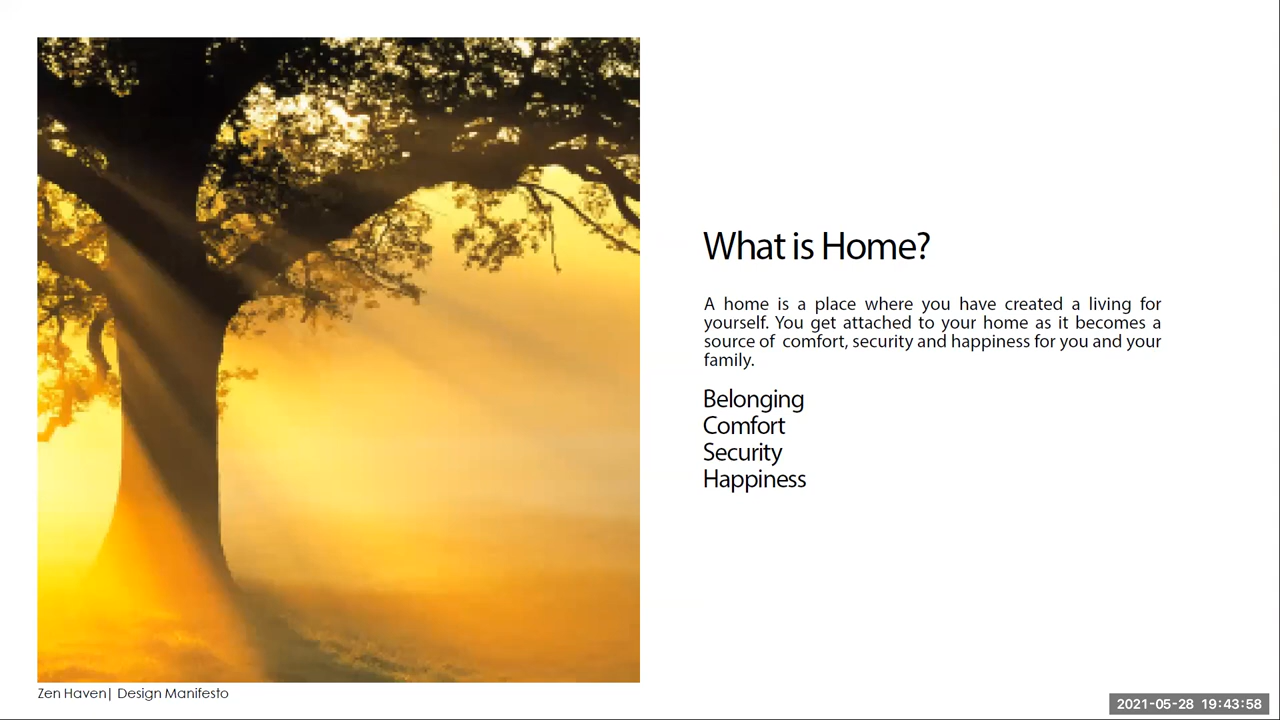 What is Home?
A home is a place where you have created a living for
yourself. You get attached to your home as it becomes a
source of comfort, security and happiness for you and your
family.
Belonging
Comfort
Security
Happiness
Zen Haven| Design Manifesto
2021-05-28 19:43:58